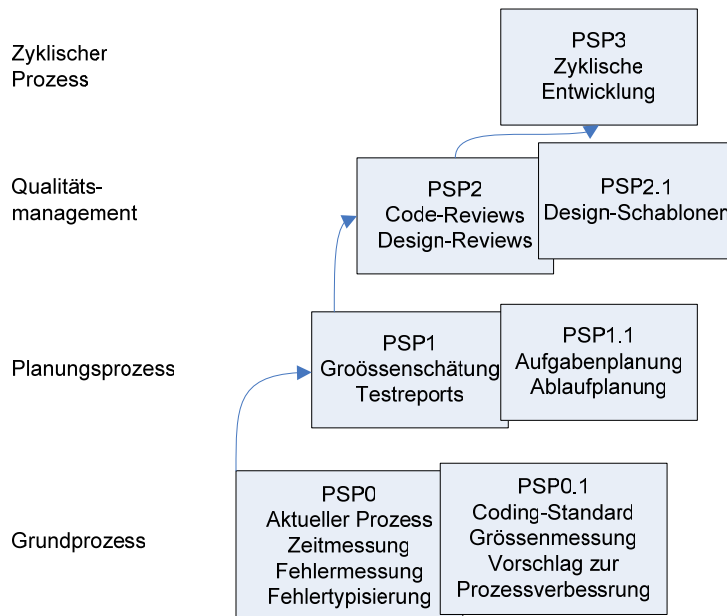 Zyklischer
Prozess
PSP3
Zyklische
Entwicklung
Qualitäts-
management
PSP2
Code-Reviews
Design-Reviews
PSP2.1
Design-Schablonen
Planungsprozess
PSP1
Groössenschätung
Testreports
PSP1.1
Aufgabenplanung
Ablaufplanung
Grundprozess
PSP0
Aktueller Prozess
Zeitmessung
Fehlermessung
Fehlertypisierung
PSP0.1
Coding-Standard
Grössenmessung
Vorschlag zur
Prozessverbessrung